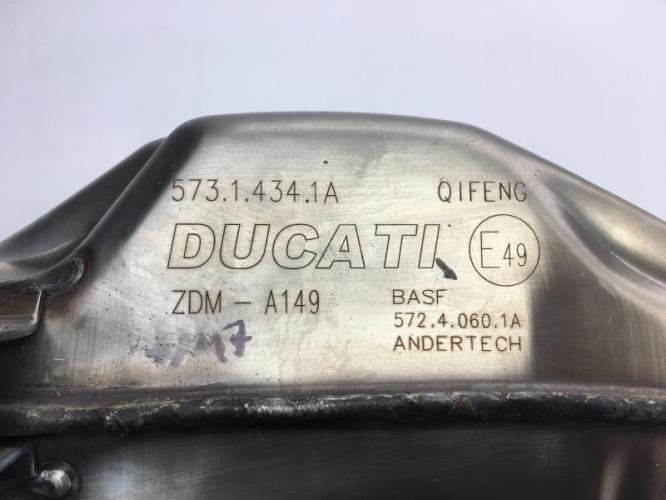 573.1.434.1A QIFENG
DUCATI E49
ZDM - A149 BASF
572.4.060.1A
ANDERTECH